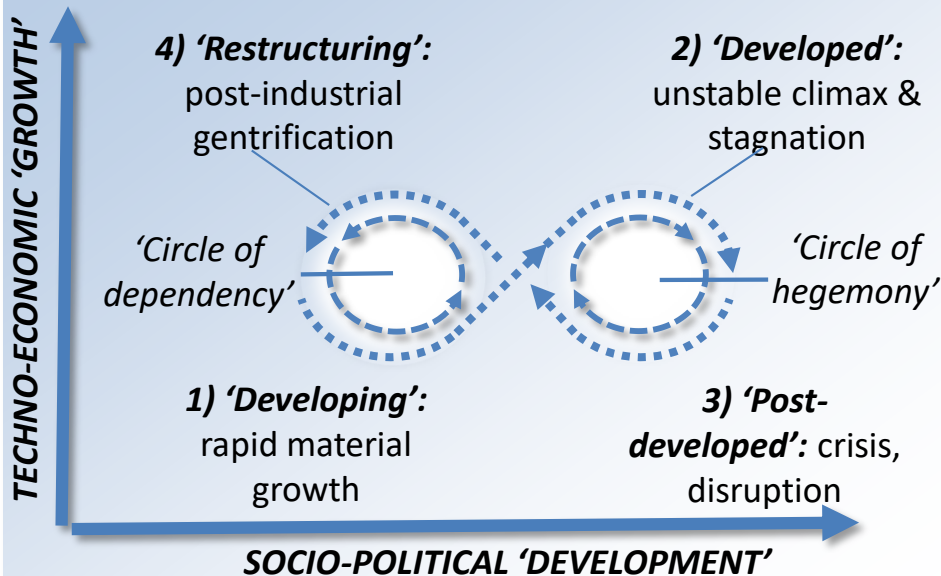 TECHNO-ECONOMIC ‘GROWTH’
4) ‘Restructuring’:
post-industrial
gentrification
2) ‘Developed’:
unstable climax &
stagnation
‘Circle of
dependency’
‘Circle of
hegemony’
1) ‘Developing’:
rapid material
growth
3) ‘Post-
developed’: crisis,
disruption
SOCIO-POLITICAL ‘DEVELOPMENT’